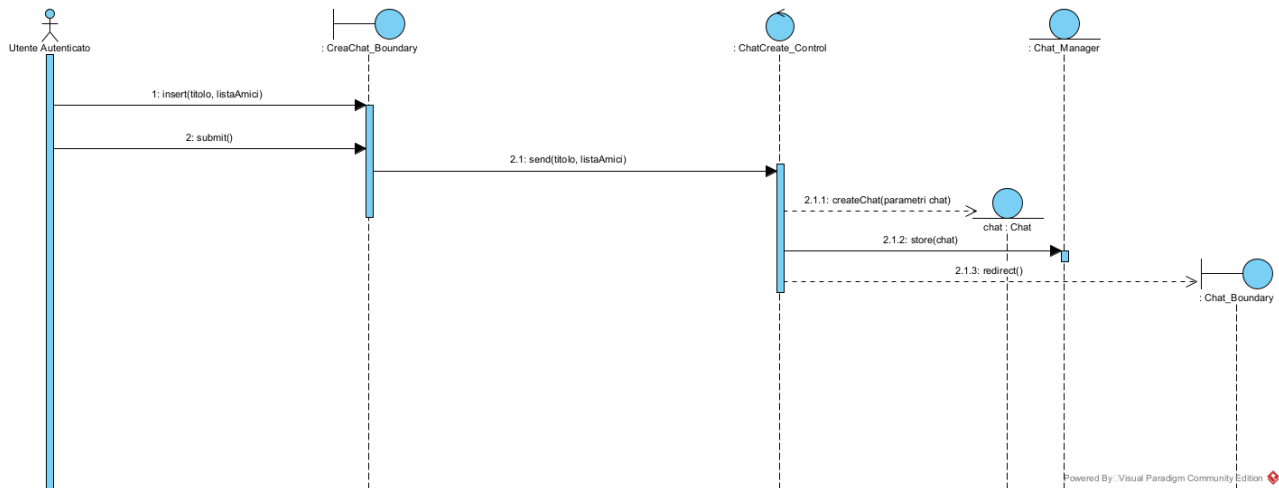 Utente Autenticato
: CreaChat_Boundary
: ChatCreate_Control
: Chat_Manager
1: insert(titolo, listaAmici)
2: submit()
2.1: send(titolo, listaAmici)
2.1.1: createChat(parametri chat)
chat : Chat
2.1.2: store(chat)
2.1.3: redirect()
: Chat_Boundary
Powered By Visual Paradigm Community Edition